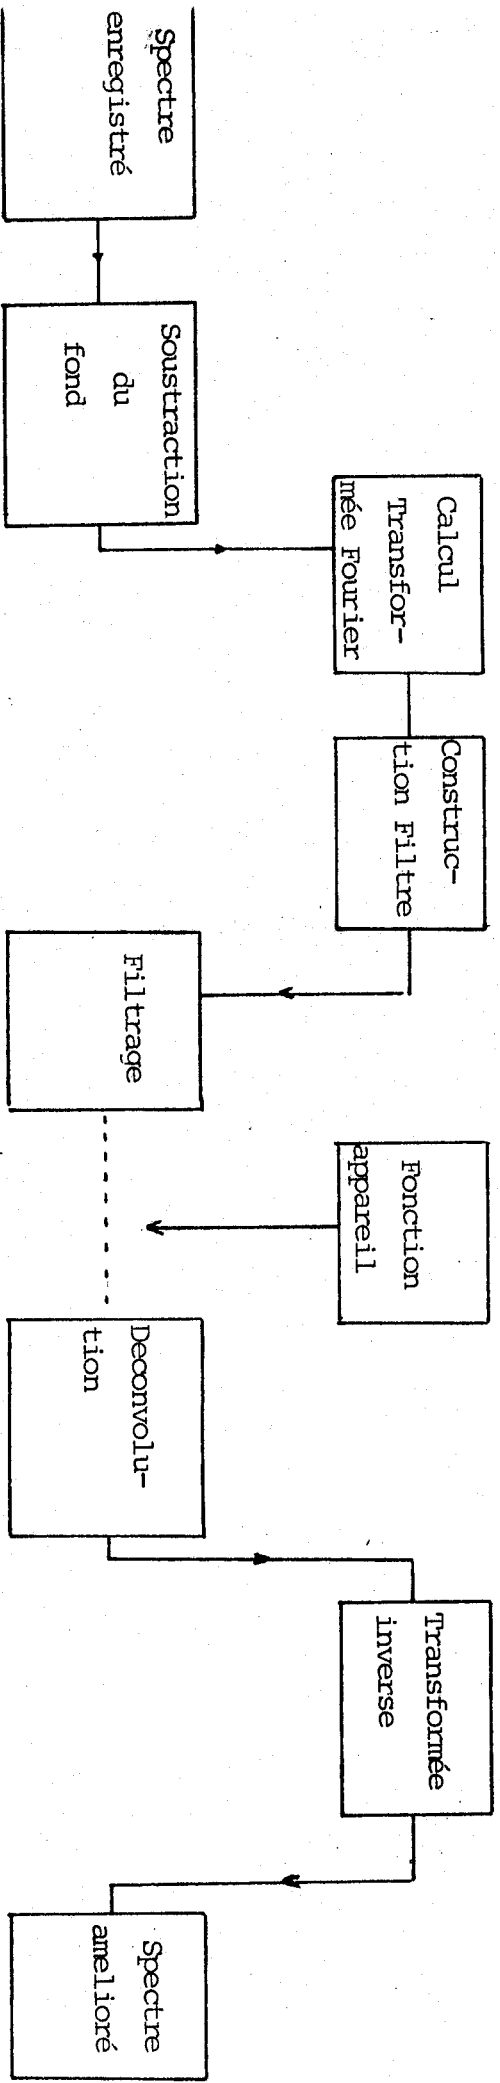 Spectre
enregistré
Soustraction
du
fond
Calcul
Transfor-
mée Fourier
Construc-
tion Filtre
Filtrage
Fonction
appareil
Deconvolu-
tion
Transformée
inverse
Spectre
amelioré